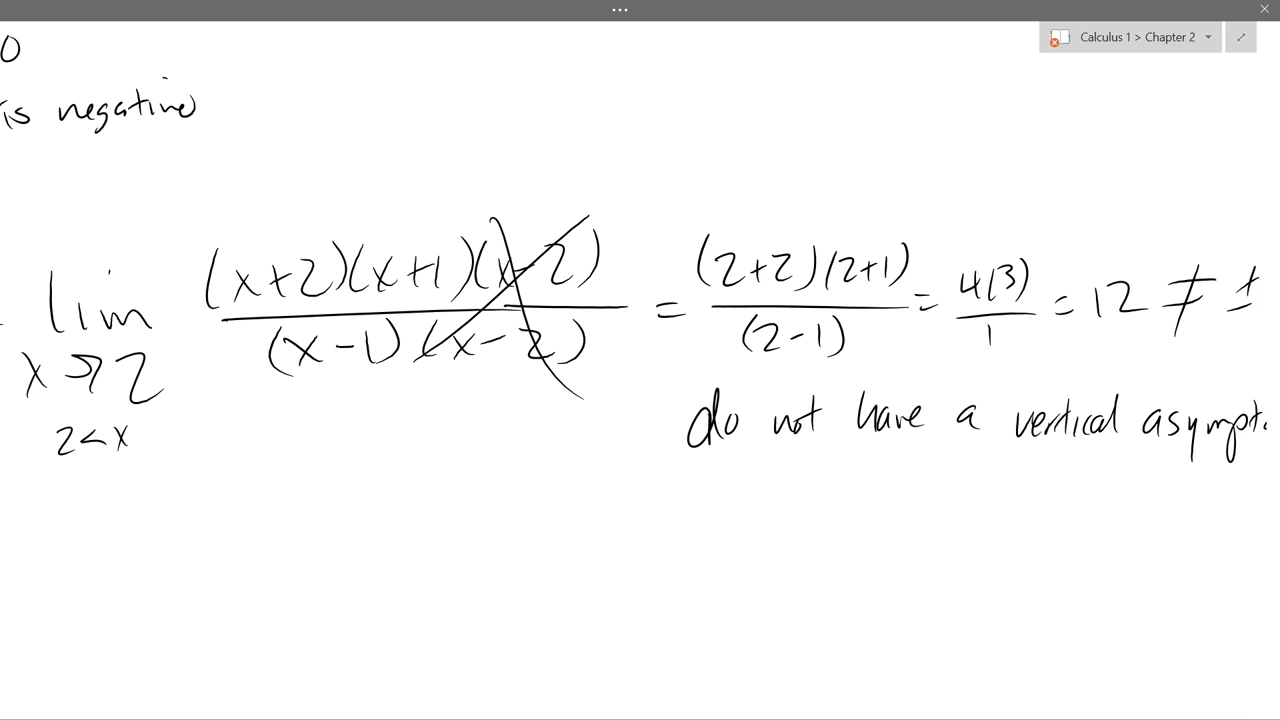 Calculus 1 > Chapter 2
0
is negative
lim (x+2)(x+1)(x-2) / (x-1)(x-2) = (2+2)(2+1) / (2-1) = 4(3) / 1 = 12 ≠ ±
x→2
2<x
do not have a vertical asympt